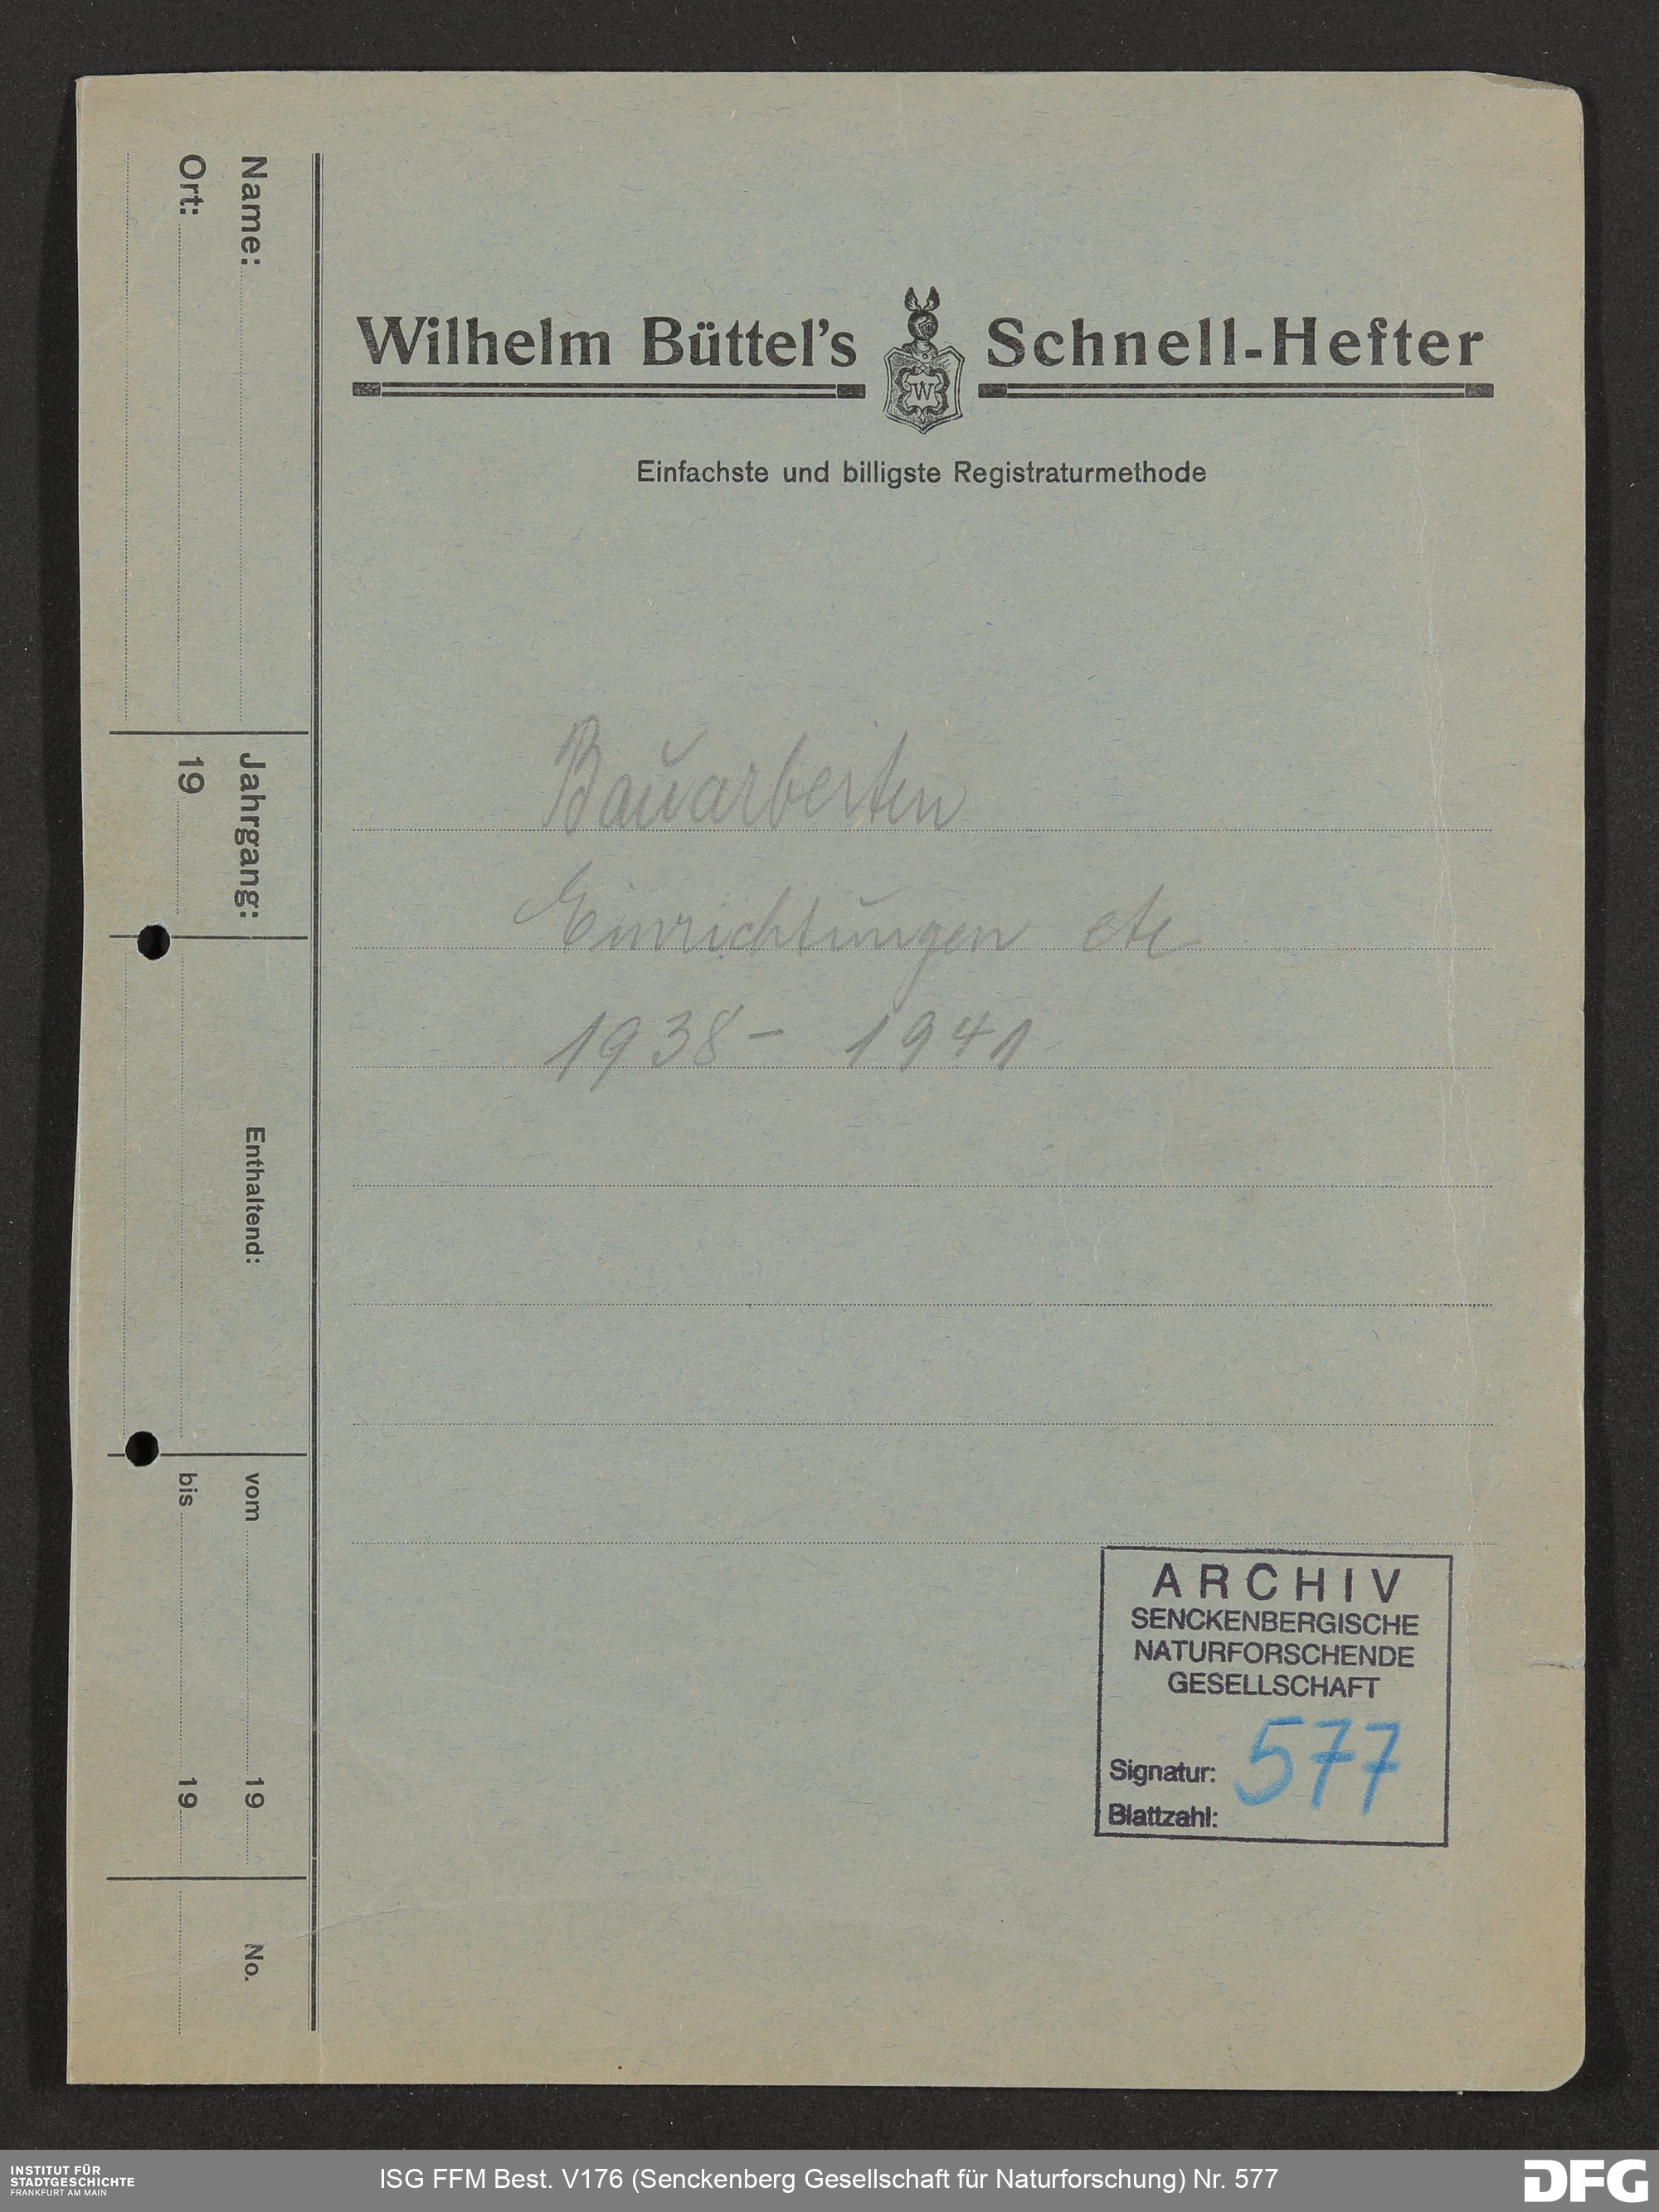 Name:
Ort:
Jahrgang:
19
Enthaltend:
vom 19
bis 19
No.
Wilhelm Büttel's Schnell-Hefter
W
Einfachste und billigste Registraturmethode
Bauarbeiten
Einrichtungen etc
1938- 1941
ARCHIV
SENCKENBERGISCHE
NATURFORSCHENDE
GESELLSCHAFT
Signatur: 577
Blattzahl:
INSTITUT FÜR
STADTGESCHICHTE
FRANKFURT AM MAIN
ISG FFM Best. V176 (Senckenberg Gesellschaft für Naturforschung) Nr. 577
DFG